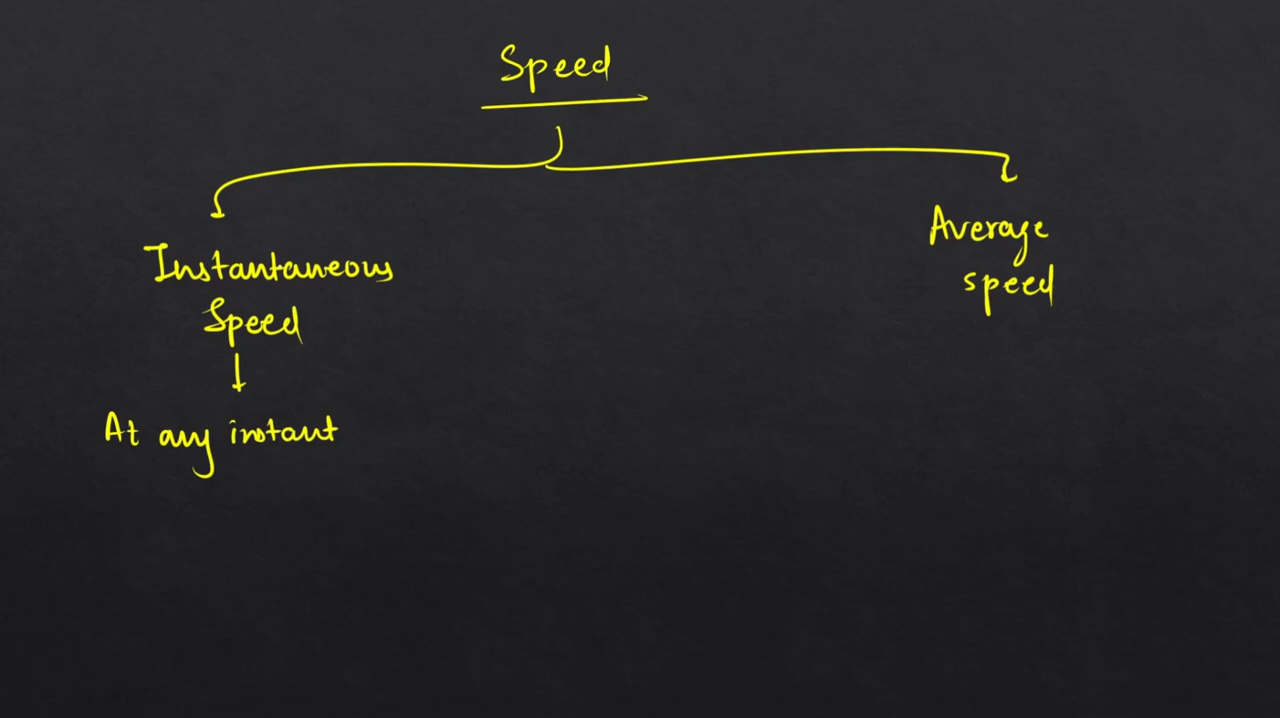 Speed
Instantaneous
Speed
At any instant
Average
speed